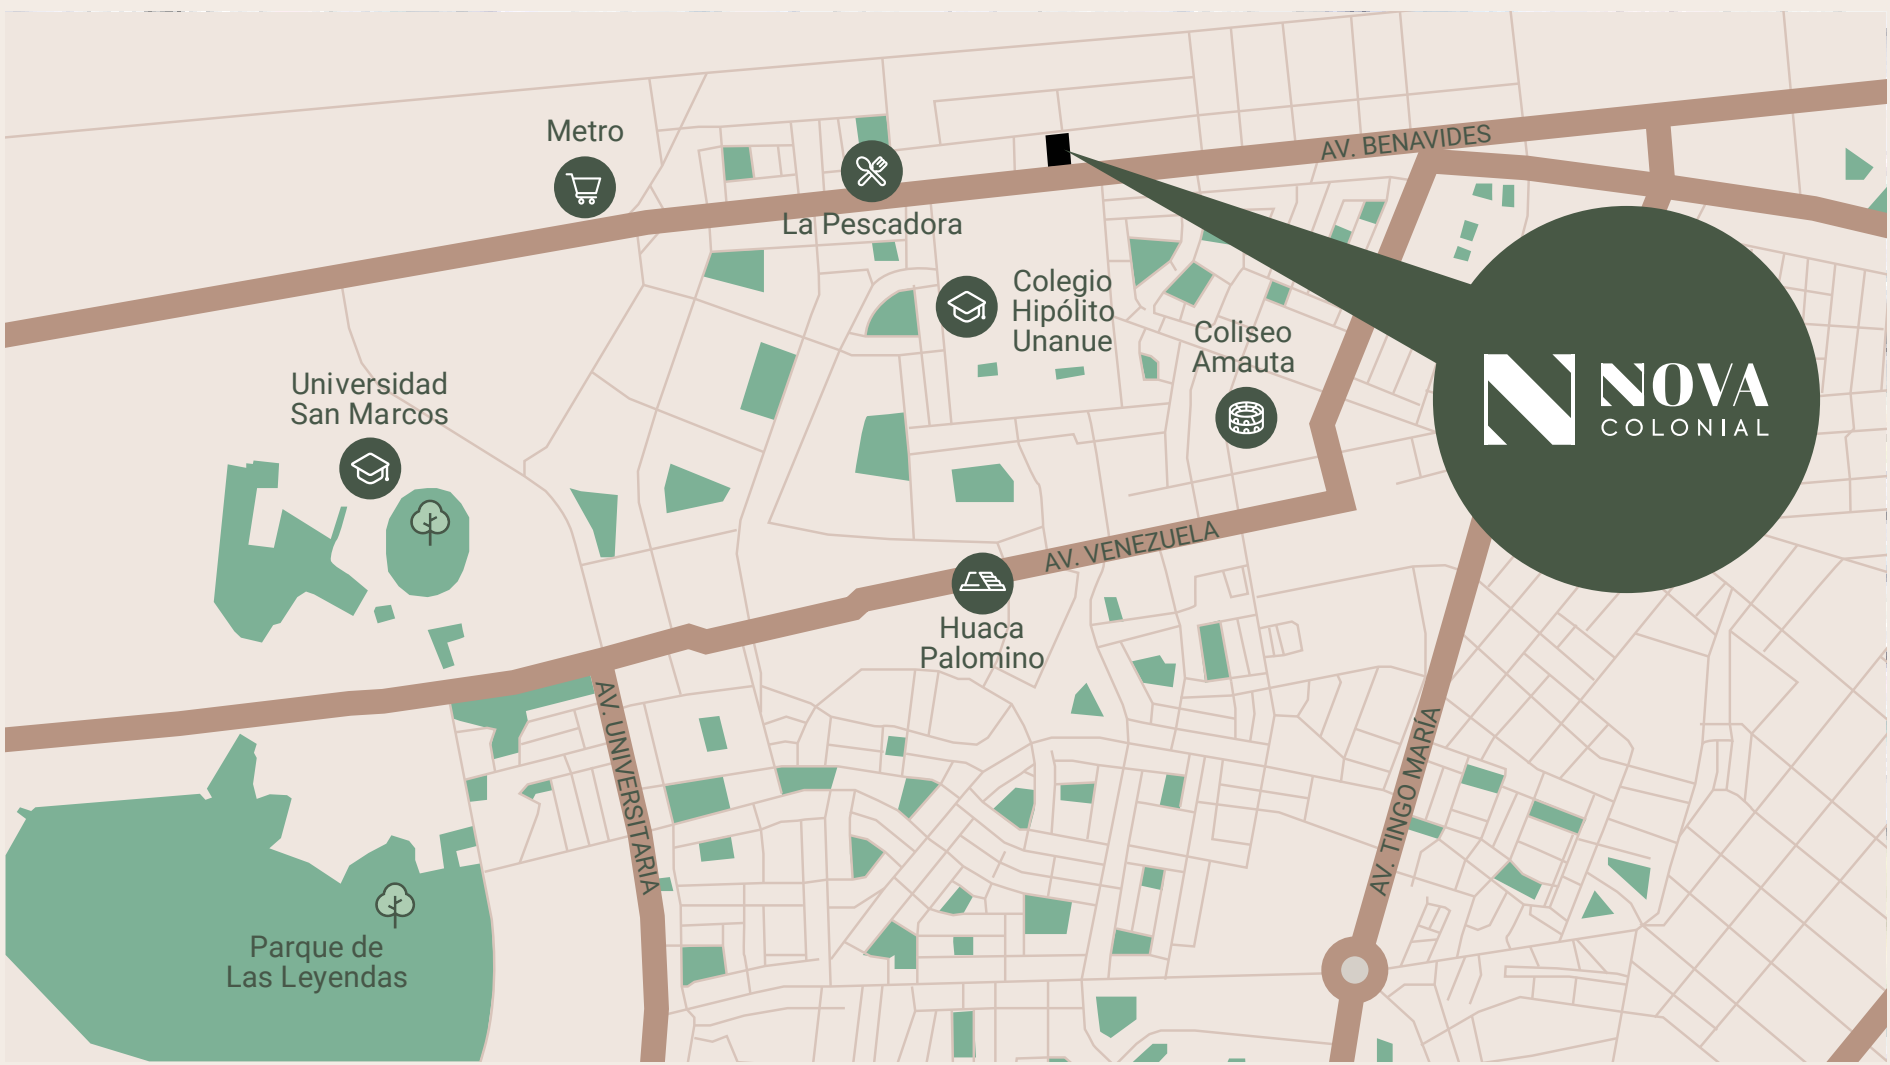 Metro
AV. BENAVIDES
La Pescadora
Colegio
Hipólito
Unanue
Coliseo
Amauta
Universidad
San Marcos
NOVA
COLONIAL
AV. VENEZUELA
Huaca
Palomino
AV. UNIVERSITARIA
AV. TINGO MARÍA
Parque de
Las Leyendas